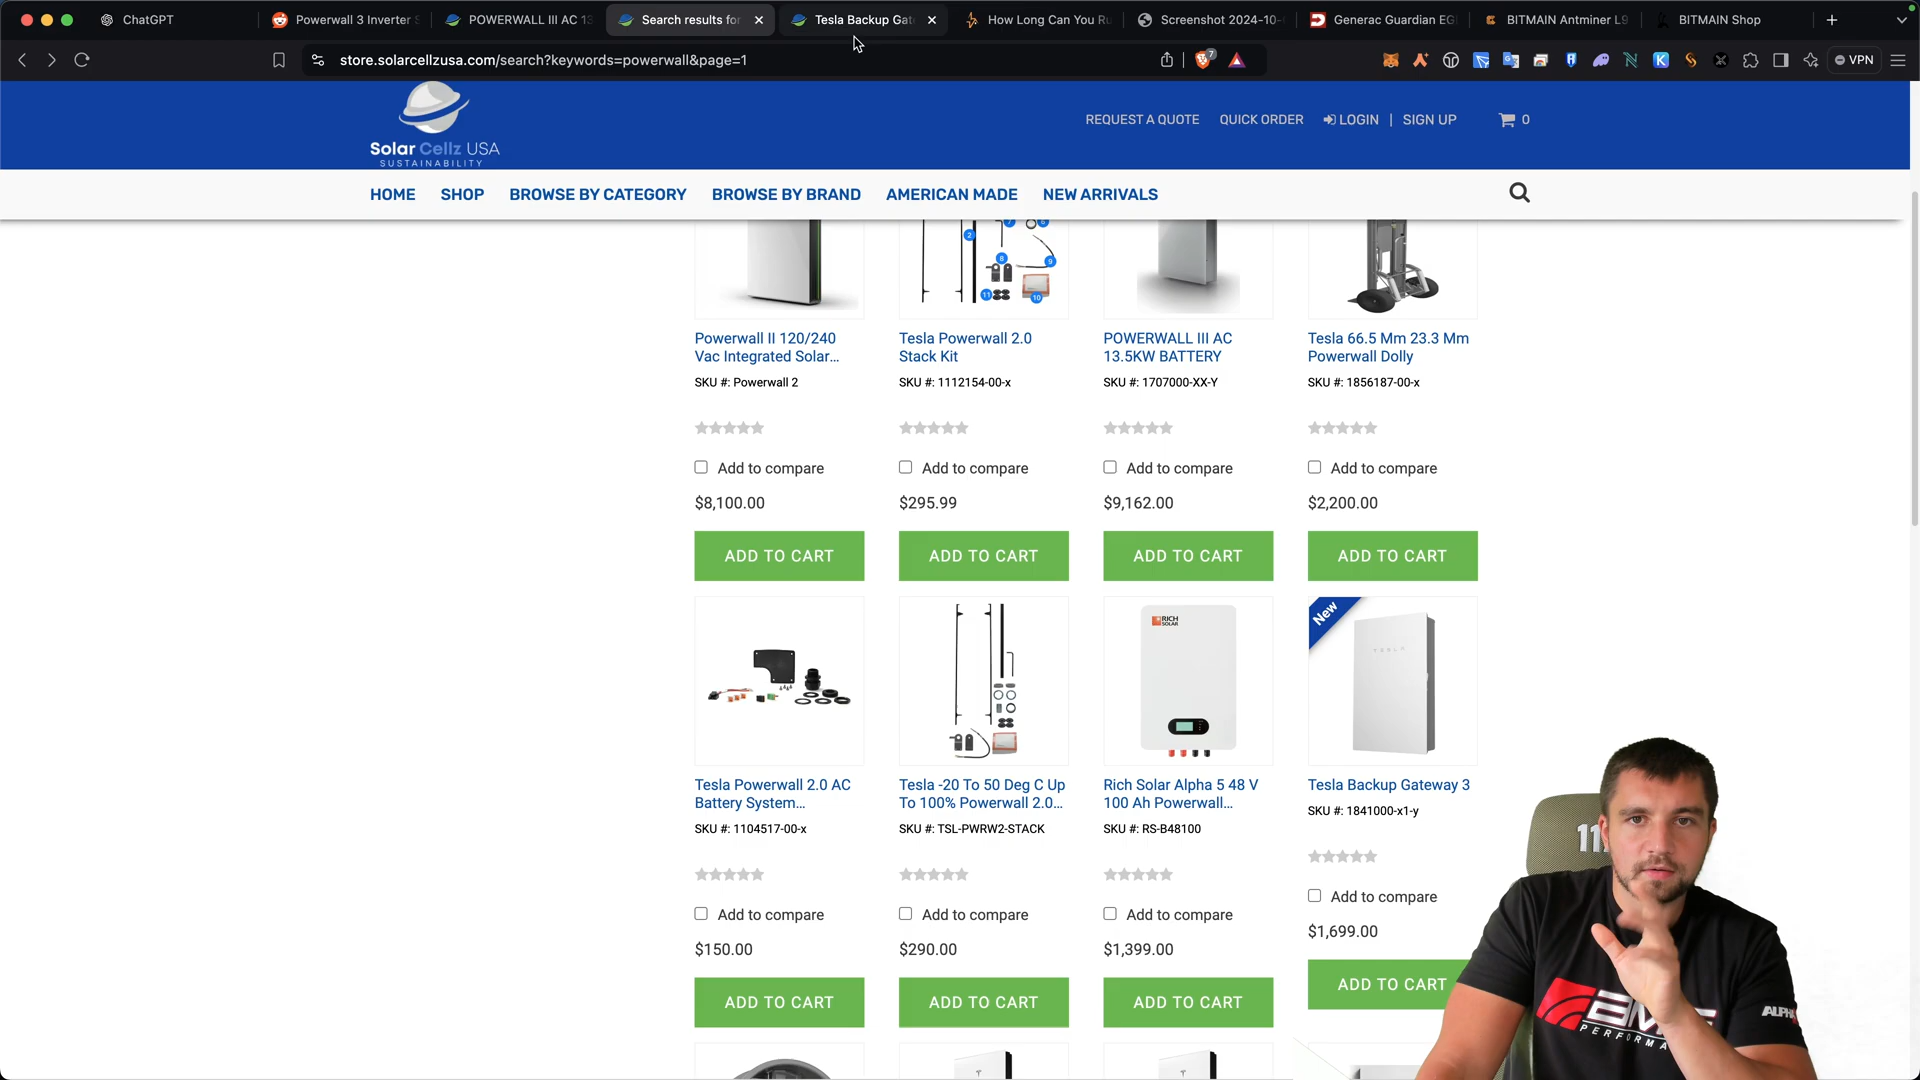 ChatGPT
Powerwall 3 Inverter S
POWERWALL III AC 13
Search results for
Tesla Backup Gat
How Long Can You Ru
Screenshot 2024-10-
Generac Guardian EG
BITMAIN Antminer L9
BITMAIN Shop
store.solarcellzusa.com/search?keywords=powerwall&page=1
7
VPN
Solar Cellz USA
SUSTAINABILITY
REQUEST A QUOTE
QUICK ORDER
LOGIN | SIGN UP
0
HOME
SHOP
BROWSE BY CATEGORY
BROWSE BY BRAND
AMERICAN MADE
NEW ARRIVALS
2
8
9
11
10
Powerwall II 120/240
Vac Integrated Solar...
SKU #: Powerwall 2
Add to compare
$8,100.00
ADD TO CART
Tesla Powerwall 2.0
Stack Kit
SKU #: 1112154-00-x
Add to compare
$295.99
ADD TO CART
POWERWALL III AC
13.5KW BATTERY
SKU #: 1707000-XX-Y
Add to compare
$9,162.00
ADD TO CART
Tesla 66.5 Mm 23.3 Mm
Powerwall Dolly
SKU #: 1856187-00-x
Add to compare
$2,200.00
ADD TO CART
Tesla Powerwall 2.0 AC
Battery System...
SKU #: 1104517-00-x
Add to compare
$150.00
ADD TO CART
Tesla -20 To 50 Deg C Up
To 100% Powerwall 2.0...
SKU #: TSL-PWRW2-STACK
Add to compare
$290.00
ADD TO CART
RICH
SOLAR
Rich Solar Alpha 5 48 V
100 Ah Powerwall...
SKU #: RS-B48100
Add to compare
$1,399.00
ADD TO CART
New
TESLA
Tesla Backup Gateway 3
SKU #: 1841000-x1-y
Add to compare
$1,699.00
ADD TO CART
PERFORMA
ALPH